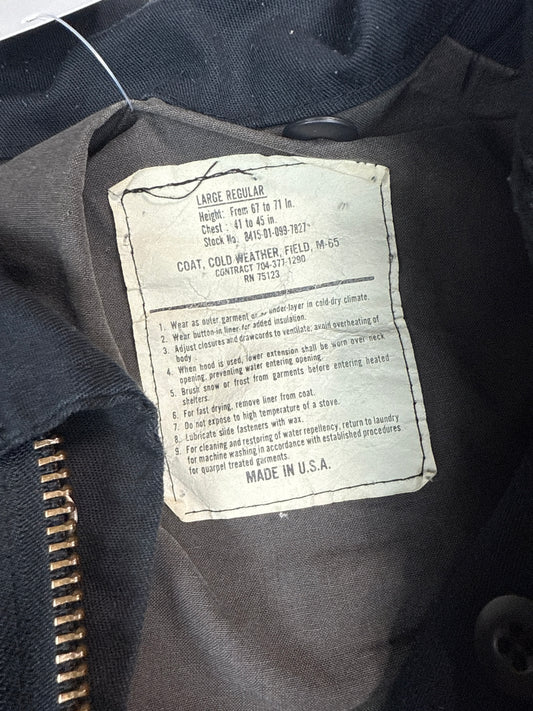 LARGE REGULAR
Height: From 67 to 71 In.
Chest: 41 to 45 in.
Stock No. 8415-01-099-7827
COAT, COLD WEATHER, FIELD, M-65
CONTRACT 704-377-1290
RN 75123
1. Wear as outer garment or as under-layer in cold-dry climate.
2. Wear button-in liner for added insulation.
3. Adjust closures and drawcords to ventilate; avoid overheating of
body.
4. When hood is used, lower extension shall be worn over neck
opening, preventing water entering opening.
5. Brush snow or frost from garments before entering heated
shelters.
6. For fast drying, remove liner from coat.
7. Do not expose to high temperature of a stove.
8. Lubricate slide fasteners with wax.
9. For cleaning and restoring of water repellency, return to laundry
for machine washing in accordance with established procedures
for quarpel treated garments.
MADE IN U.S.A.